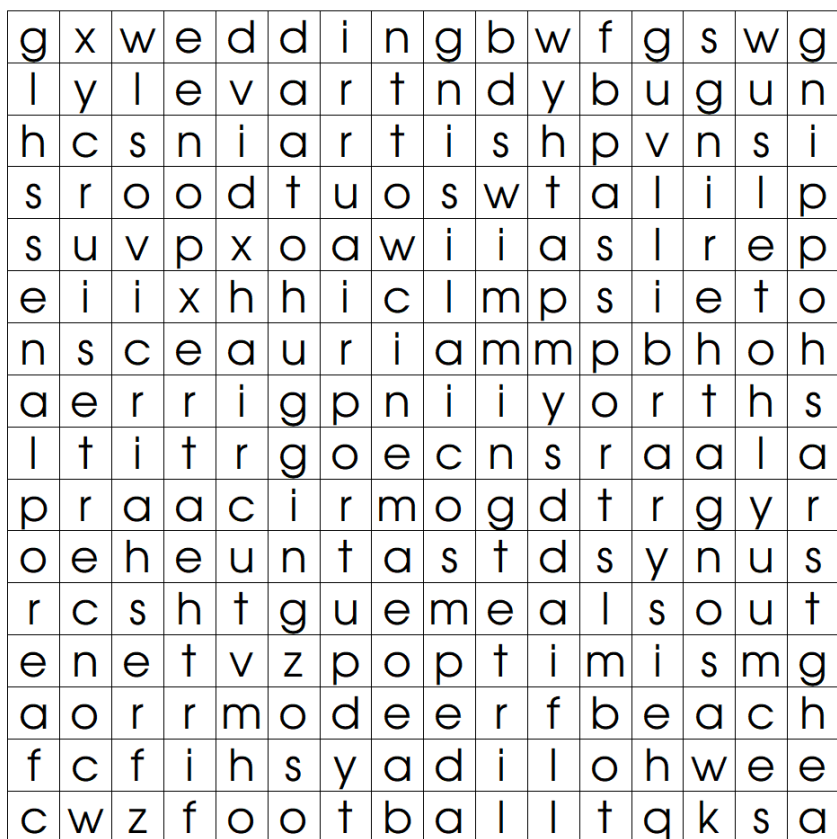 g x w e d d i n g b w f g s w g
l y l e v a r t n d y b u g u n
h c s n i a r t i s h p v n s i
s r o o d t u o s w t a l i l p
s u v p x o a w i i a s l r e p
e i i x h h i c l m p s i e t o
n s c e a u r i a m m p b h o h
a e r r i g p n i i y o r t h s
l t i t r g o e c n s r a a l a
p r a a c i r m o g d t r g y r
o e h e u n t a s t d s y n u s
r c s h t g u e m e a l s o u t
e n e t v z p o p t i m i s m g
a o r r m o d e e r f b e a c h
f c f i h s y a d i l o h w e e
c w z f o o t b a l l t q k s a